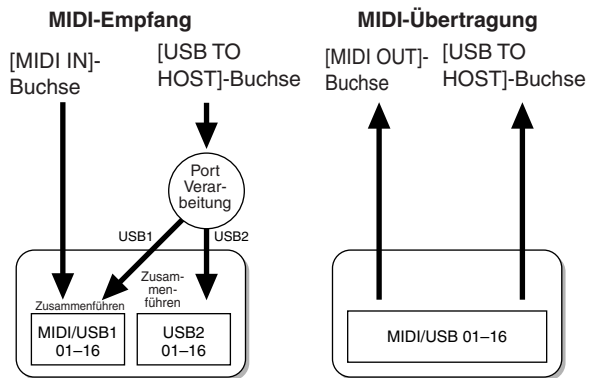 MIDI-Empfang
[MIDI IN]-
Buchse
[USB TO
HOST]-Buchse
Port
Verar-
beitung
USB1
USB2
Zusammenführen
Zusam-
men-
führen
MIDI/USB1
01–16
USB2
01–16
MIDI-Übertragung
[MIDI OUT]-
Buchse
[USB TO
HOST]-Buchse
MIDI/USB 01–16